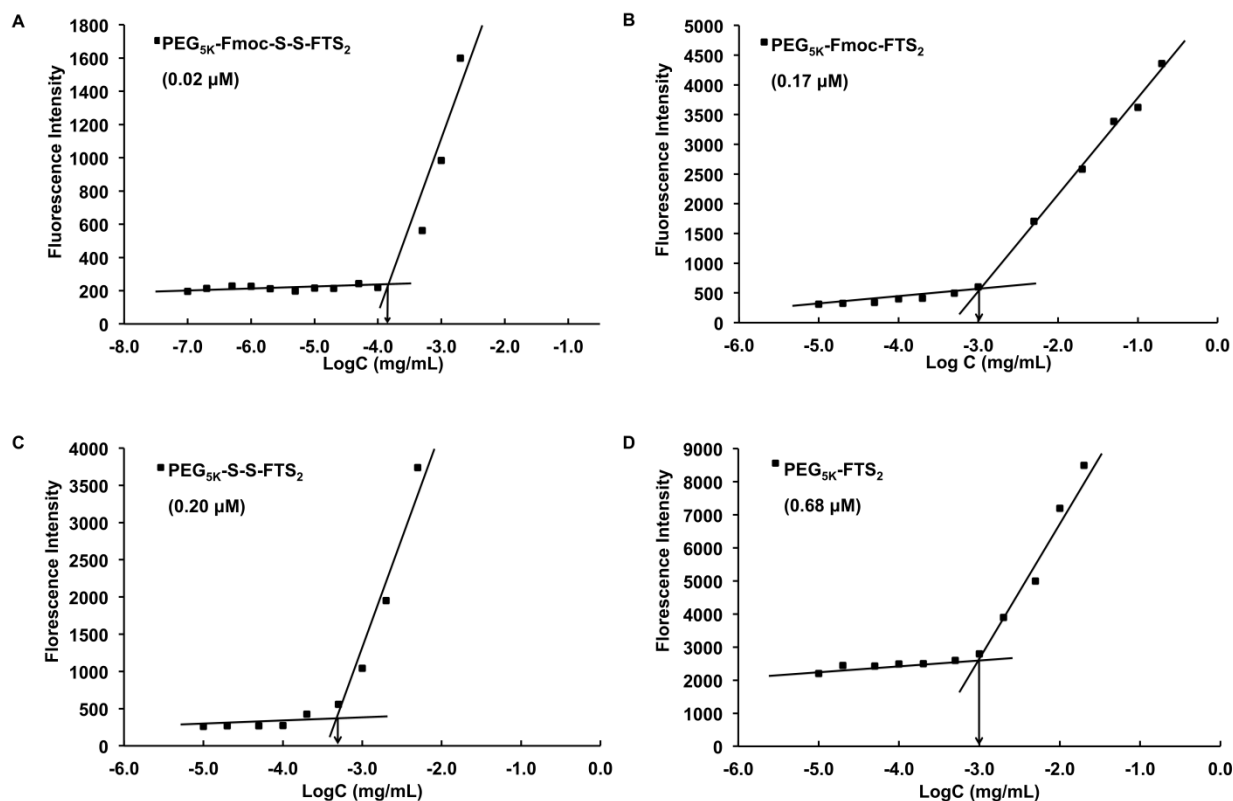 A
PEG5K-Fmoc-S-S-FTS2
(0.02 µM)
Fluorescence Intensity
1800
1600
1400
1200
1000
800
600
400
200
0
-8.0 -7.0 -6.0 -5.0 -4.0 -3.0 -2.0 -1.0
LogC (mg/mL)
B
PEG5K-Fmoc-FTS2
(0.17 µM)
Fluorescence Intensity
5000
4500
4000
3500
3000
2500
2000
1500
1000
500
0
-6.0 -5.0 -4.0 -3.0 -2.0 -1.0 0.0
Log C (mg/mL)
C
PEG5K-S-S-FTS2
(0.20 µM)
Florescence Intensity
4000
3500
3000
2500
2000
1500
1000
500
0
-6.0 -5.0 -4.0 -3.0 -2.0 -1.0 0.0
LogC (mg/mL)
D
PEG5K-FTS2
(0.68 µM)
Florescence Intensity
9000
8000
7000
6000
5000
4000
3000
2000
1000
0
-6.0 -5.0 -4.0 -3.0 -2.0 -1.0 0.0
LogC (mg/mL)